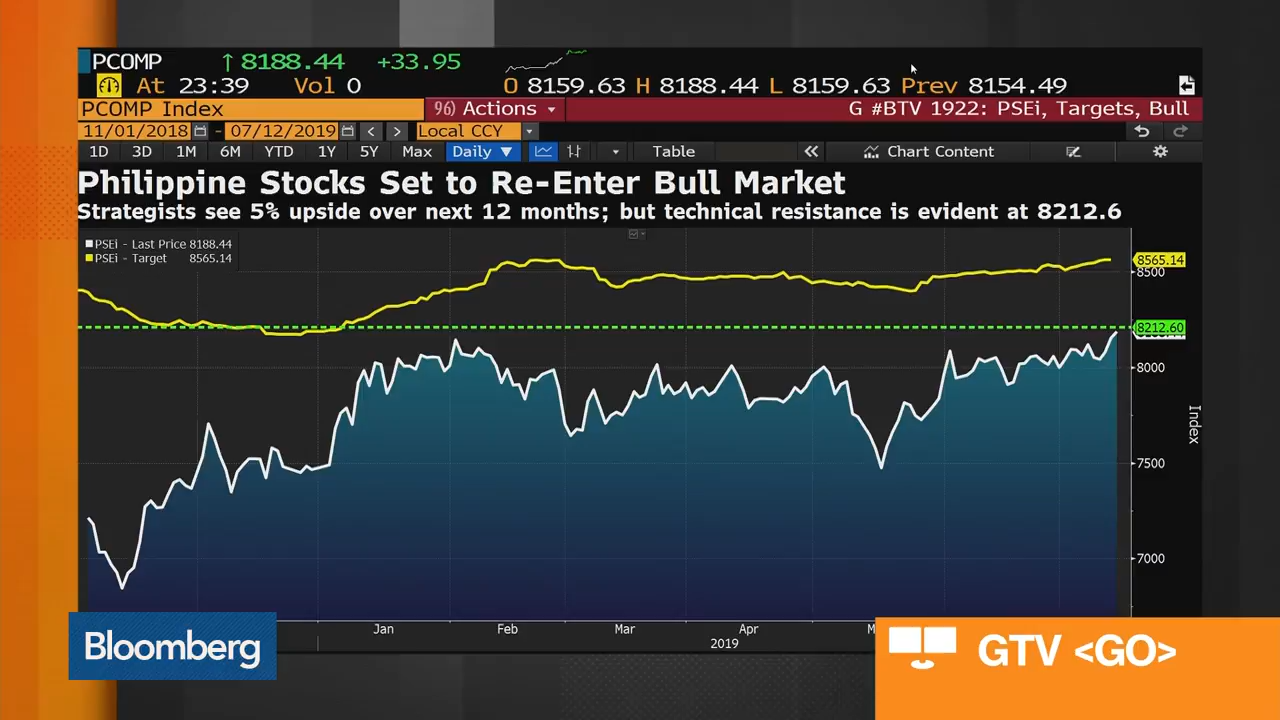 PCOMP ↑ 8188.44 +33.95
At 23:39 Vol 0 O 8159.63 H 8188.44 L 8159.63 Prev 8154.49
PCOMP Index 96) Actions G #BTV 1922: PSEi, Targets, Bull
11/01/2018 - 07/12/2019 < > Local CCY
1D 3D 1M 6M YTD 1Y 5Y Max Daily ▼ Table « Chart Content
Philippine Stocks Set to Re-Enter Bull Market
Strategists see 5% upside over next 12 months; but technical resistance is evident at 8212.6
PSEi - Last Price 8188.44
PSEi - Target 8565.14
8565.14
8500
8212.60
8000
Index
7500
7000
Jan Feb Mar Apr
2019
Bloomberg
GTV <GO>